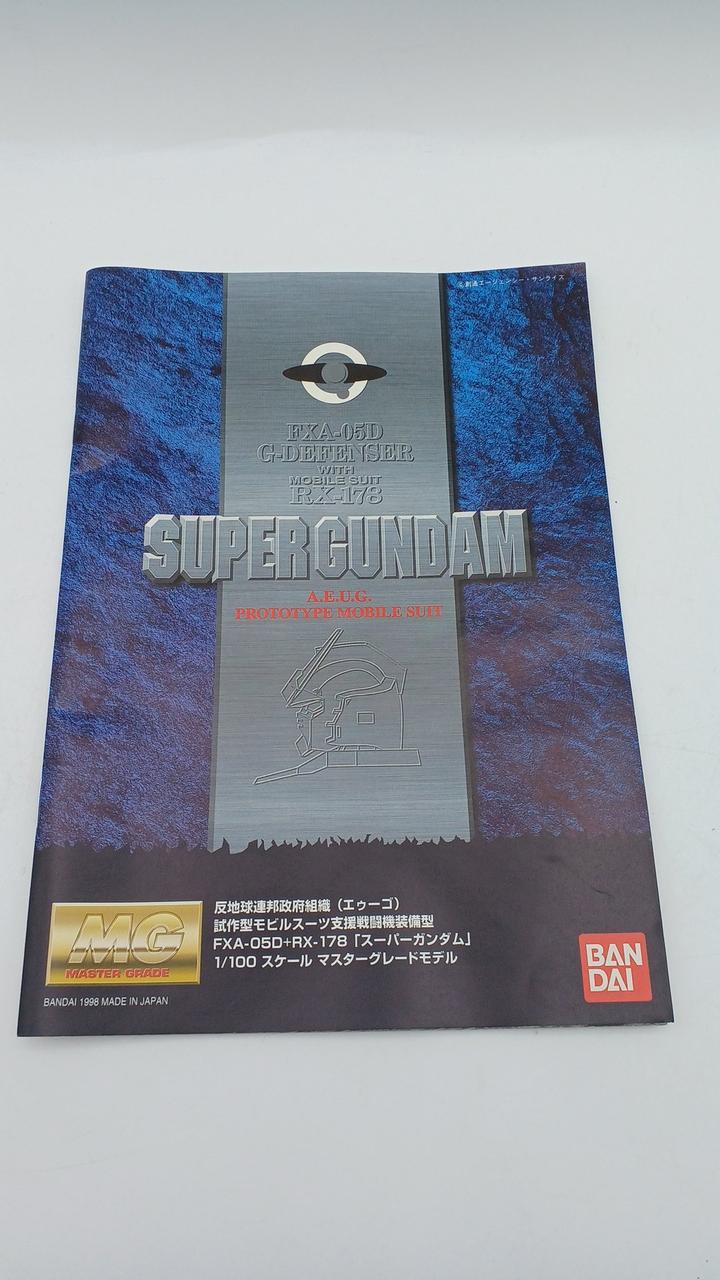 ©創通エージェンシー・サンライズ
FXA-05D
G-DEFENSER
WITH
MOBILE SUIT
RX-178
SUPER GUNDAM
A.E.U.G.
PROTOTYPE MOBILE SUIT
MG
MASTER GRADE
反地球連邦政府組織（エゥーゴ）
試作型モビルスーツ支援戦闘機装備型
FXA-05D+RX-178「スーパーガンダム」
1/100 スケール マスターグレードモデル
BANDAI 1998 MADE IN JAPAN
BAN
DAI